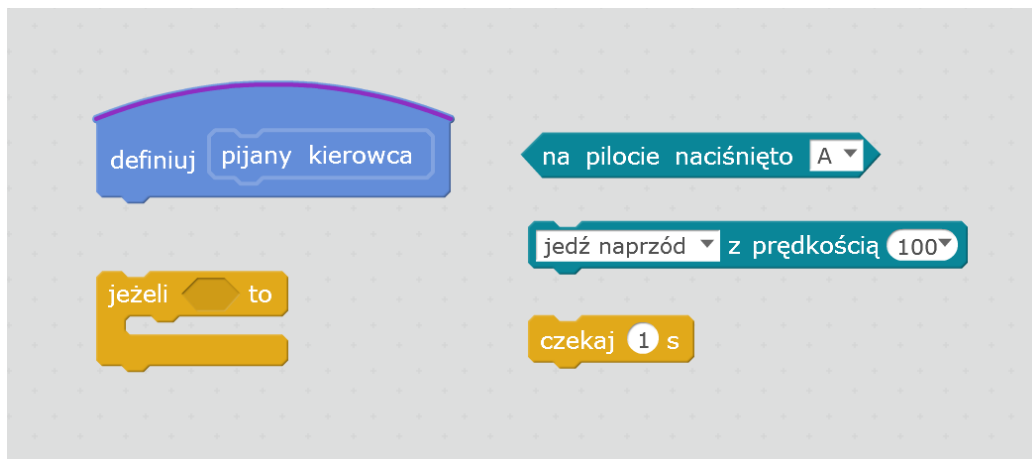 definiuj pijany kierowca
na pilocie naciśnięto A
jedź naprzód z prędkością 100
jeżeli to
czekaj 1 s